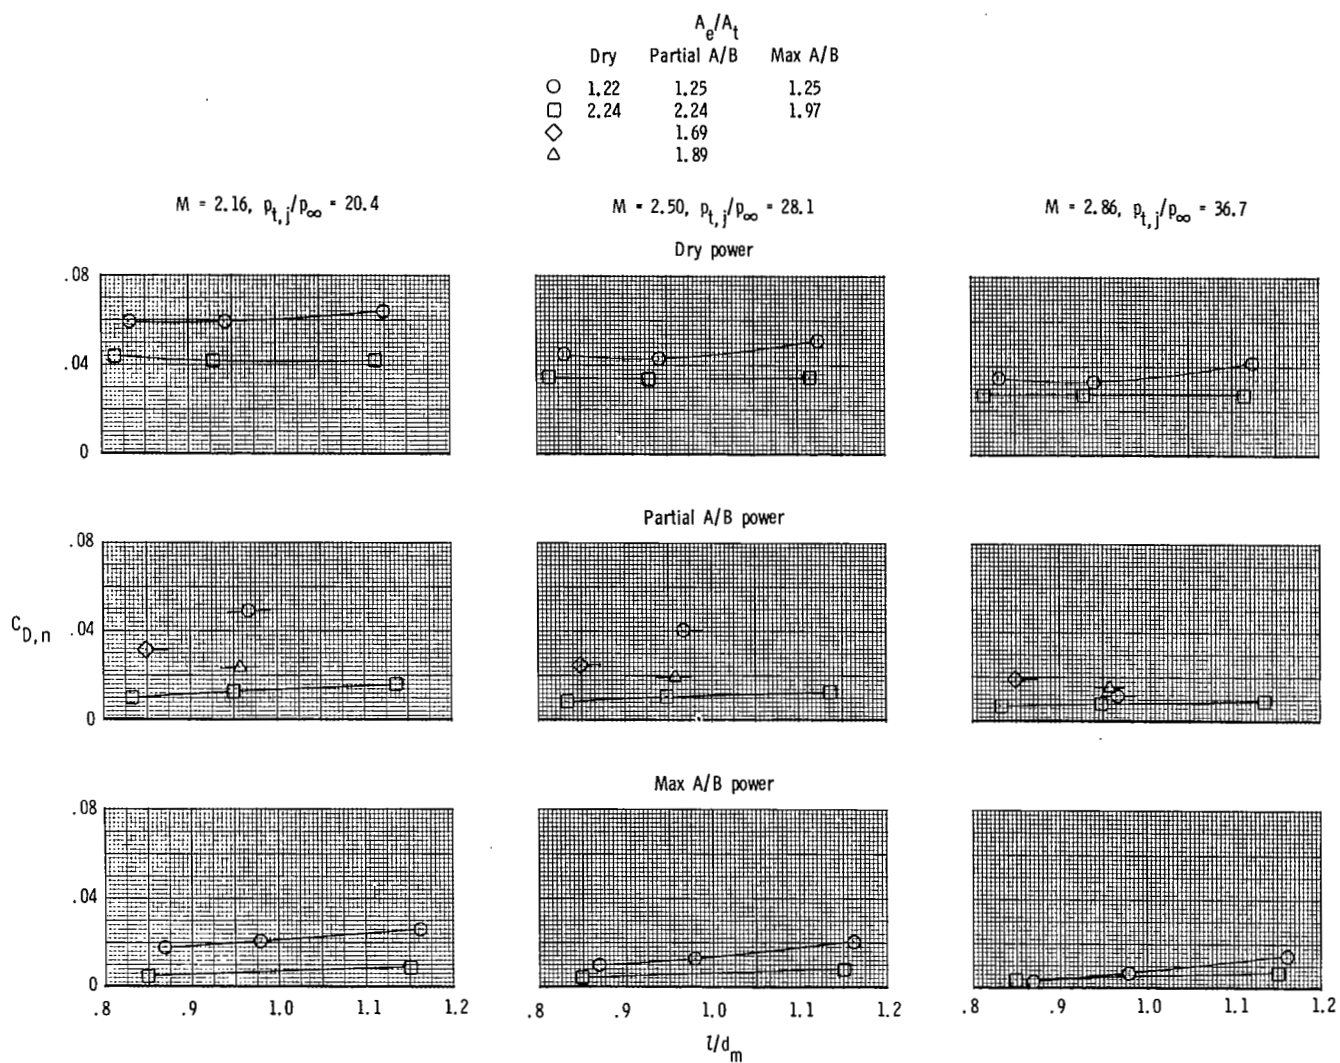 A_e/A_t
Dry Partial A/B Max A/B
1.22 1.25 1.25
2.24 2.24 1.97
1.69
1.89
M = 2.16, p_t,j/p_∞ = 20.4
M = 2.50, p_t,j/p_∞ = 28.1
M = 2.86, p_t,j/p_∞ = 36.7
Dry power
.08
.04
0
Partial A/B power
.08
.04
0
C_D,n
Max A/B power
.08
.04
0
.8 .9 1.0 1.1 1.2
.8 .9 1.0 1.1 1.2
.8 .9 1.0 1.1 1.2
l/d_m